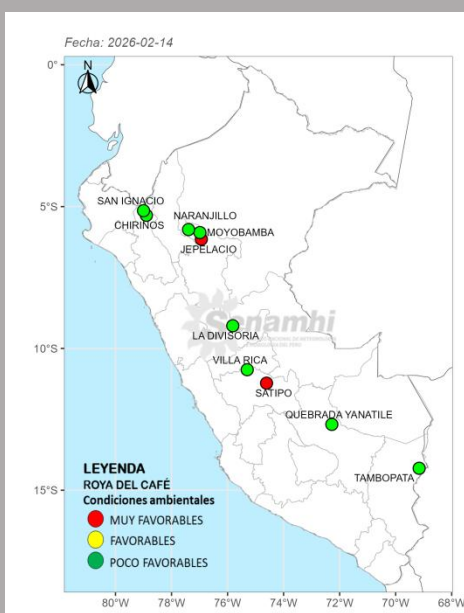 Fecha: 2026-02-14
N
0°
5°S
10°S
15°S
SAN IGNACIO
CHIRINOS
NARANJILLO
MOYOBAMBA
JEPELACIO
Senamhi
LA DIVISORIA
VILLA RICA
SATIPO
QUEBRADA YANATILE
TAMBOPATA
LEYENDA
ROYA DEL CAFÉ
Condiciones ambientales
MUY FAVORABLES
FAVORABLES
POCO FAVORABLES
80°W 78°W 76°W 74°W 72°W 70°W 68°W